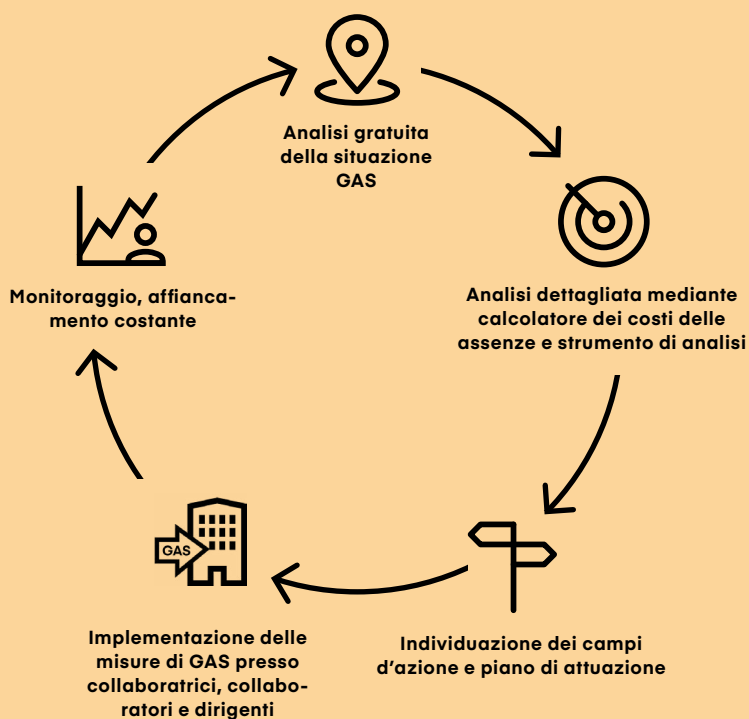 Analisi gratuita
della situazione
GAS
Analisi dettagliata mediante
calcolatore dei costi delle
assenze e strumento di analisi
Individuazione dei campi
d'azione e piano di attuazione
GAS
Implementazione delle
misure di GAS presso
collaboratrici, collabo-
ratori e dirigenti
Monitoraggio, affianca-
mento costante